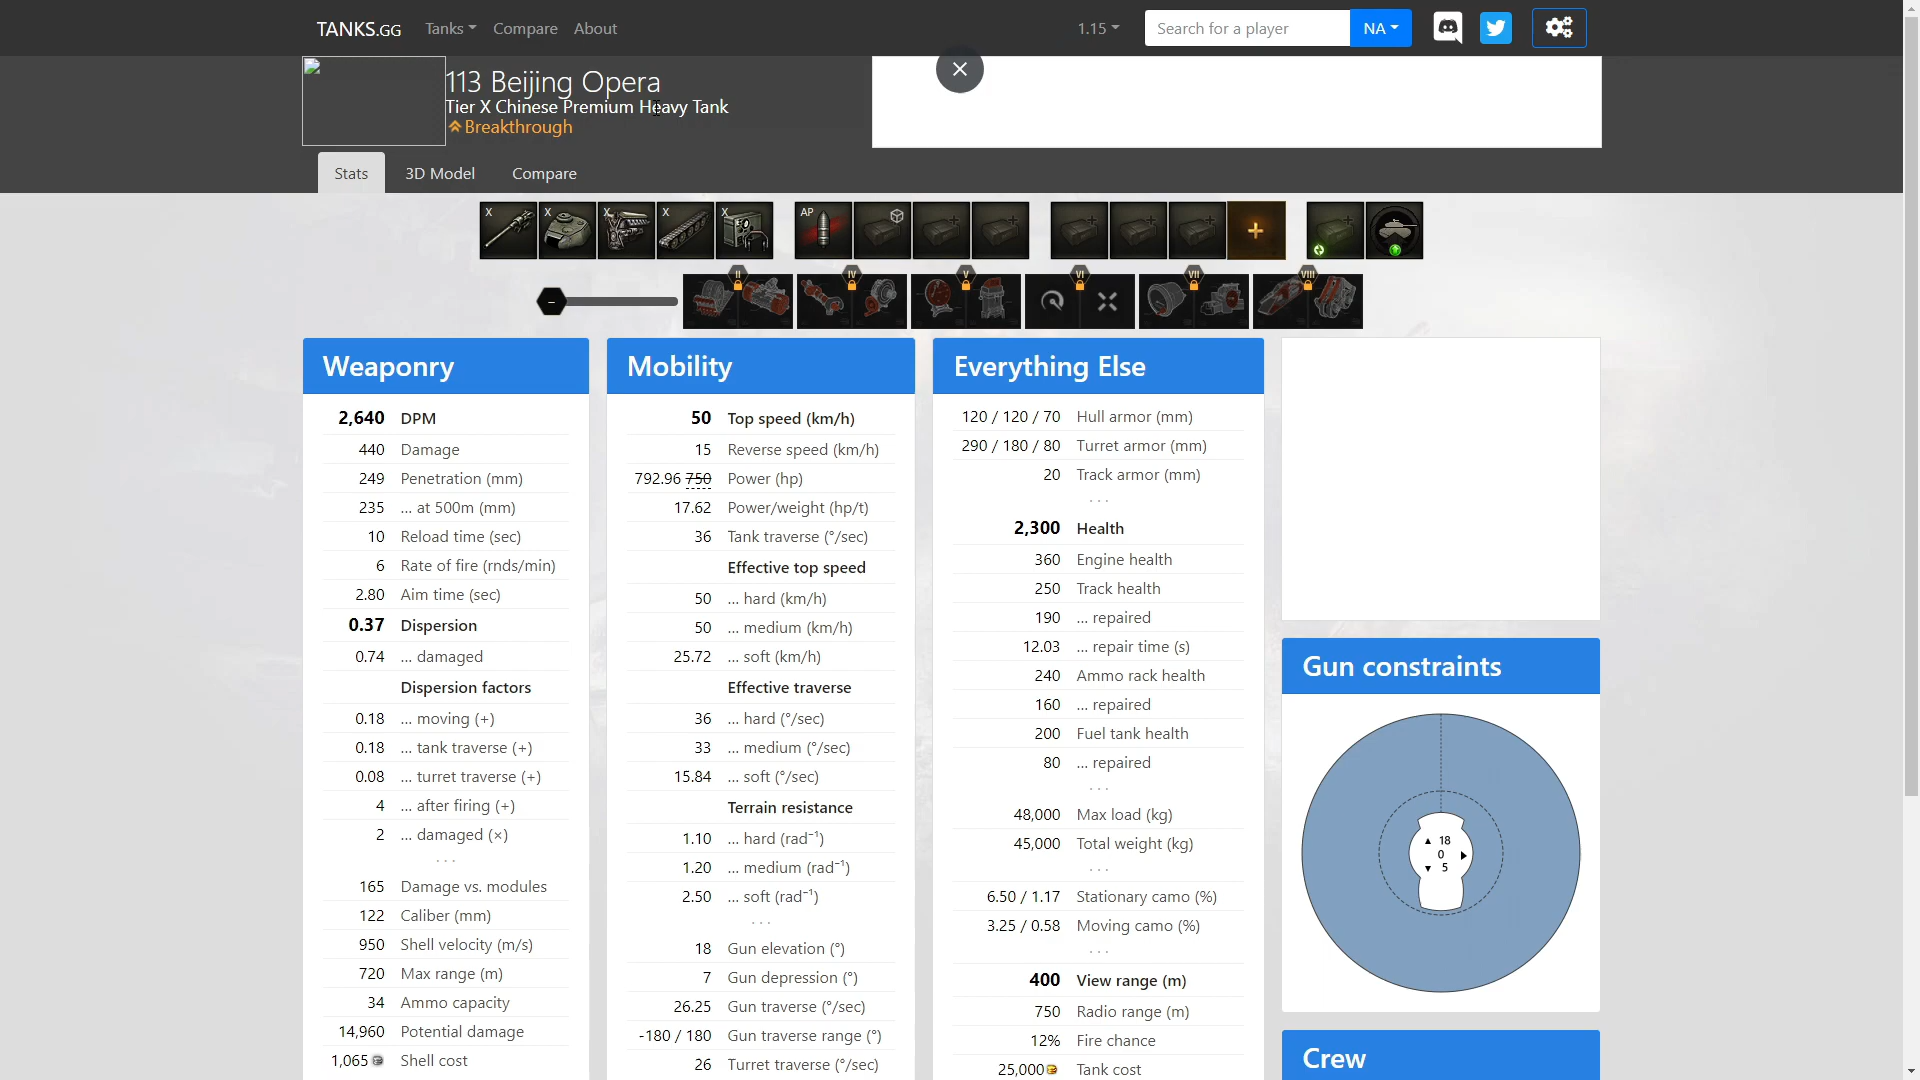 TANKS.GG Tanks Compare About 1.15 Search for a player NA
113 Beijing Opera
Tier X Chinese Premium Heavy Tank
Breakthrough
Stats 3D Model Compare
X X X X X AP
II IV V VI VII VIII
Weaponry
2,640 DPM
440 Damage
249 Penetration (mm)
235 ... at 500m (mm)
10 Reload time (sec)
6 Rate of fire (rnds/min)
2.80 Aim time (sec)
0.37 Dispersion
0.74 ... damaged
Dispersion factors
0.18 ... moving (+)
0.18 ... tank traverse (+)
0.08 ... turret traverse (+)
4 ... after firing (+)
2 ... damaged (×)
...
165 Damage vs. modules
122 Caliber (mm)
950 Shell velocity (m/s)
720 Max range (m)
34 Ammo capacity
14,960 Potential damage
1,065 Shell cost
Mobility
50 Top speed (km/h)
15 Reverse speed (km/h)
792.96 750 Power (hp)
17.62 Power/weight (hp/t)
36 Tank traverse (°/sec)
Effective top speed
50 ... hard (km/h)
50 ... medium (km/h)
25.72 ... soft (km/h)
Effective traverse
36 ... hard (°/sec)
33 ... medium (°/sec)
15.84 ... soft (°/sec)
Terrain resistance
1.10 ... hard (rad⁻¹)
1.20 ... medium (rad⁻¹)
2.50 ... soft (rad⁻¹)
...
18 Gun elevation (°)
7 Gun depression (°)
26.25 Gun traverse (°/sec)
-180 / 180 Gun traverse range (°)
26 Turret traverse (°/sec)
Everything Else
120 / 120 / 70 Hull armor (mm)
290 / 180 / 80 Turret armor (mm)
20 Track armor (mm)
...
2,300 Health
360 Engine health
250 Track health
190 ... repaired
12.03 ... repair time (s)
240 Ammo rack health
160 ... repaired
200 Fuel tank health
80 ... repaired
...
48,000 Max load (kg)
45,000 Total weight (kg)
...
6.50 / 1.17 Stationary camo (%)
3.25 / 0.58 Moving camo (%)
...
400 View range (m)
750 Radio range (m)
12% Fire chance
25,000 Tank cost
Gun constraints
▲ 18
0 ▶
▼ 5
Crew